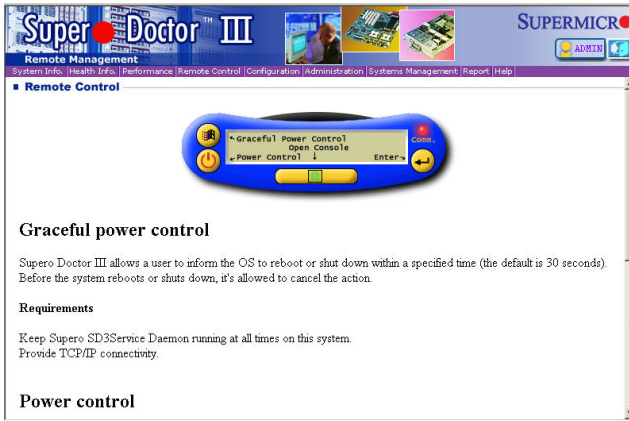 Super Doctor™ III
SUPERMICR
Remote Management
ADMIN
System Info. |Health Info. |Performance |Remote Control |Configuration |Administration |Systems Management |Report |Help|
Remote Control
Graceful Power Control
Open Console
Power Control ↓ Enter
Comm.
Graceful power control
Supero Doctor III allows a user to inform the OS to reboot or shut down within a specified time (the default is 30 seconds).
Before the system reboots or shuts down, it's allowed to cancel the action.
Requirements
Keep Supero SD3Service Daemon running at all times on this system.
Provide TCP/IP connectivity.
Power control